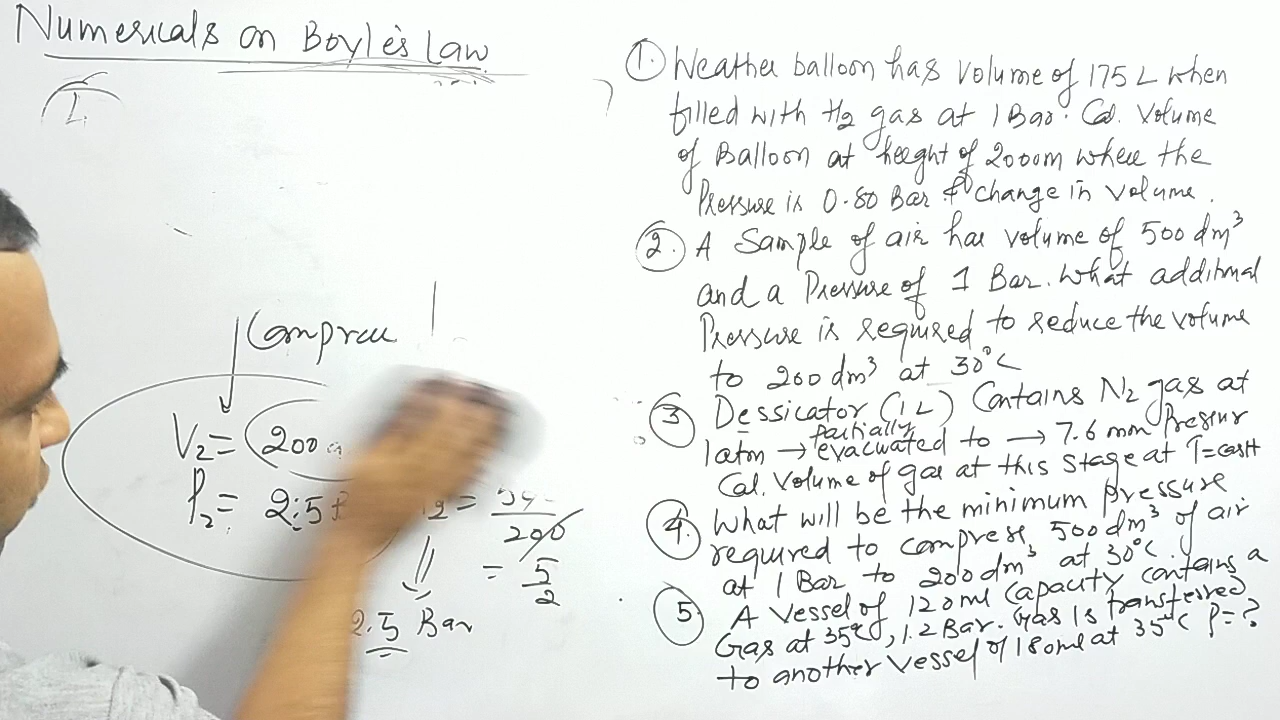 Numericals on Boyle's Law
L
Compress
V₂ = 200
P₂ = 2.5
2 =
200
= 5/2
2.5 Bar
1. Weather balloon has volume of 175 L when
filled with H₂ gas at 1 Bar. Cal. Volume
of Balloon at height of 2000m where the
Pressure is 0.80 Bar & change in volume.
2. A Sample of air has volume of 500 dm³
and a Pressure of 1 Bar. What additional
Pressure is required to reduce the volume
to 200 dm³ at 30°C
3. Dessicator (1L) Contains N₂ gas at
1atm → partially evacuated to → 7.6 mm Pressur
Cal. Volume of gas at this stage at T=cost
4. What will be the minimum pressure
required to compress 500 dm³ of air
at 1 Bar to 200 dm³ at 30°C.
5. A Vessel of 120ml Capacity contains a
Gas at 35°C, 1.2 Bar. Gas is transferred
to another vessel of 180ml at 35°C P=?